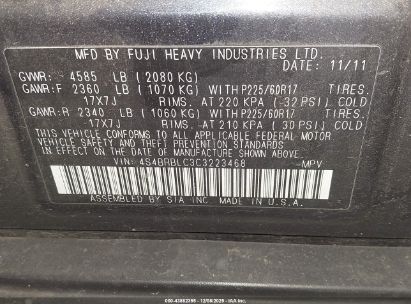 MFD BY FUJI HEAVY INDUSTRIES LTD.
DATE: 11/11
GVWR: 4585 LB (2080 KG)
GAWR:F 2360 LB (1070 KG) WITH P225/60R17 TIRES.
17X7J RIMS. AT 220 KPA (32 PSI) COLD
GAWR:R 2340 LB (1060 KG) WITH P225/60R17 TIRES.
17X7J RIMS. AT 210 KPA (30 PSI) COLD
THIS VEHICLE CONFORMS TO ALL APPLICABLE FEDERAL MOTOR
VEHICLE SAFETY BUMPER, AND THEFT PREVENTION STANDARDS
IN EFFECT ON THE DATE OF MANUFACTURE SHOWN ABOVE.
VIN: 4S4BRBLC3C3223468 MPV
ASSEMBLED BY SIA INC. MADE IN U.S.A.